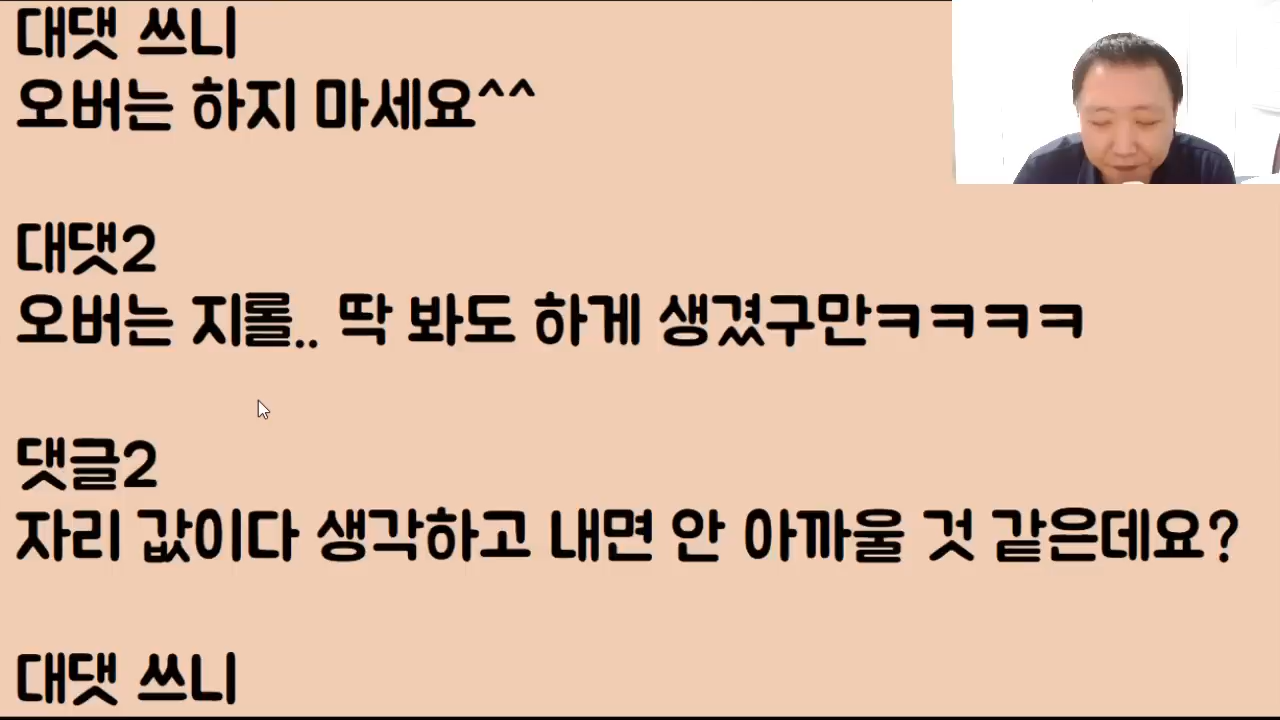 대댓 쓰니
오버는 하지 마세요^^
대댓2
오버는 지롤.. 딱 봐도 하게 생겼구만ㅋㅋㅋㅋ
댓글2
자리 값이다 생각하고 내면 안 아까울 것 같은데요?
대댓 쓰니